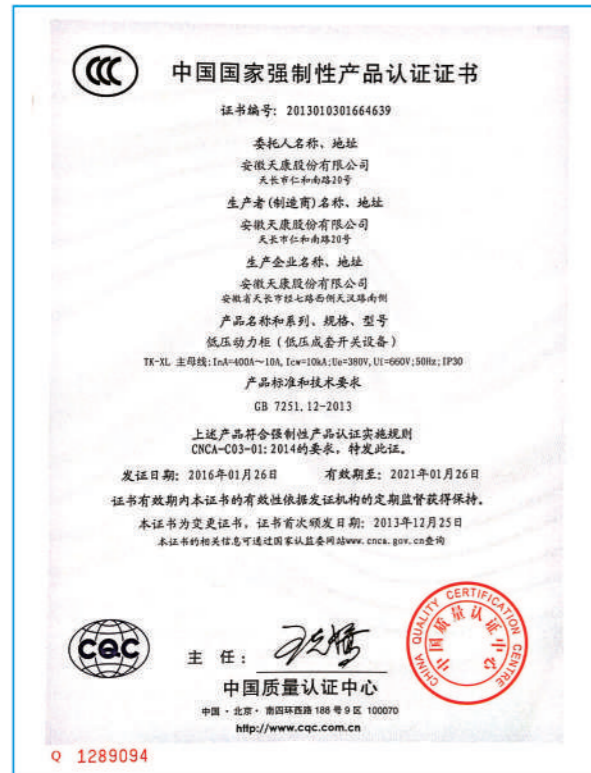 中国国家强制性产品认证证书
证书编号: 2013010301664639
委托人名称、地址
安徽天康股份有限公司
天长市仁和南路20号
生产者(制造商)名称、地址
安徽天康股份有限公司
天长市仁和南路20号
生产企业名称、地址
安徽天康股份有限公司
安徽省天长市经七路西侧天汊路南侧
产品名称和系列、规格、型号
低压动力柜(低压成套开关设备)
TK-XL 主母线:InA=400A~10A,Icw=10kA;Ue=380V,Ui=660V;50Hz;IP30
产品标准和技术要求
GB 7251.12-2013
上述产品符合强制性产品认证实施规则
CNCA-C03-01:2014的要求,特发此证。
发证日期: 2016年01月26日 有效期至: 2021年01月26日
证书有效期内本证书的有效性依据发证机构的定期监督获得保持。
本证书为变更证书,证书首次颁发日期: 2013年12月25日
本证书的相关信息可通过国家认监委网站www.cnca.gov.cn查询
CQC
主 任:
CHINA QUALITY CERTIFICATION CENTRE
中国质量认证中心
中国质量认证中心
中国·北京·南四环西路188号9区 100070
http://www.cqc.com.cn
Q 1289094